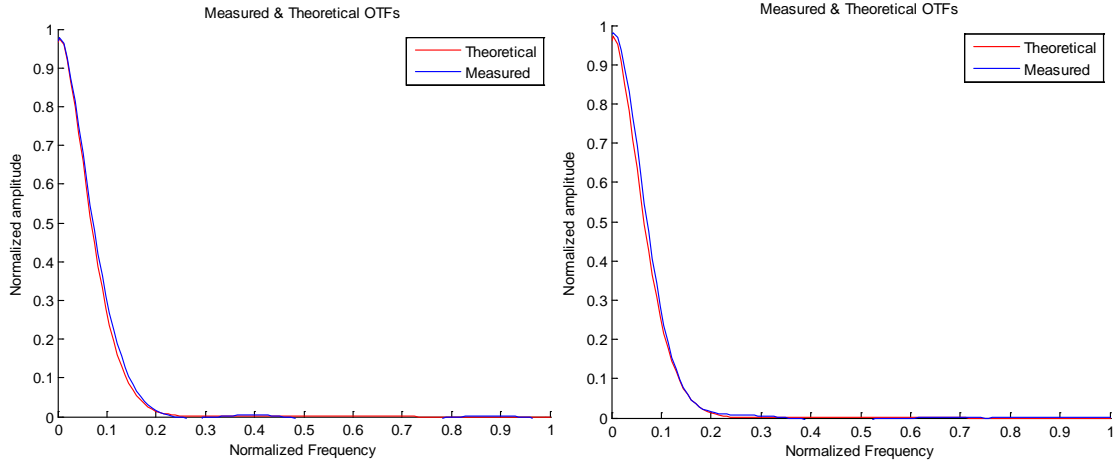 Measured & Theoretical OTFs
1
0.9
0.8
0.7
0.6
0.5
0.4
0.3
0.2
0.1
0
Normalized amplitude
Theoretical
Measured
0 0.1 0.2 0.3 0.4 0.5 0.6 0.7 0.8 0.9 1
Normalized Frequency
Measured & Theoretical OTFs
1
0.9
0.8
0.7
0.6
0.5
0.4
0.3
0.2
0.1
0
Normalized amplitude
Theoretical
Measured
0 0.1 0.2 0.3 0.4 0.5 0.6 0.7 0.8 0.9 1
Normalized Frequency